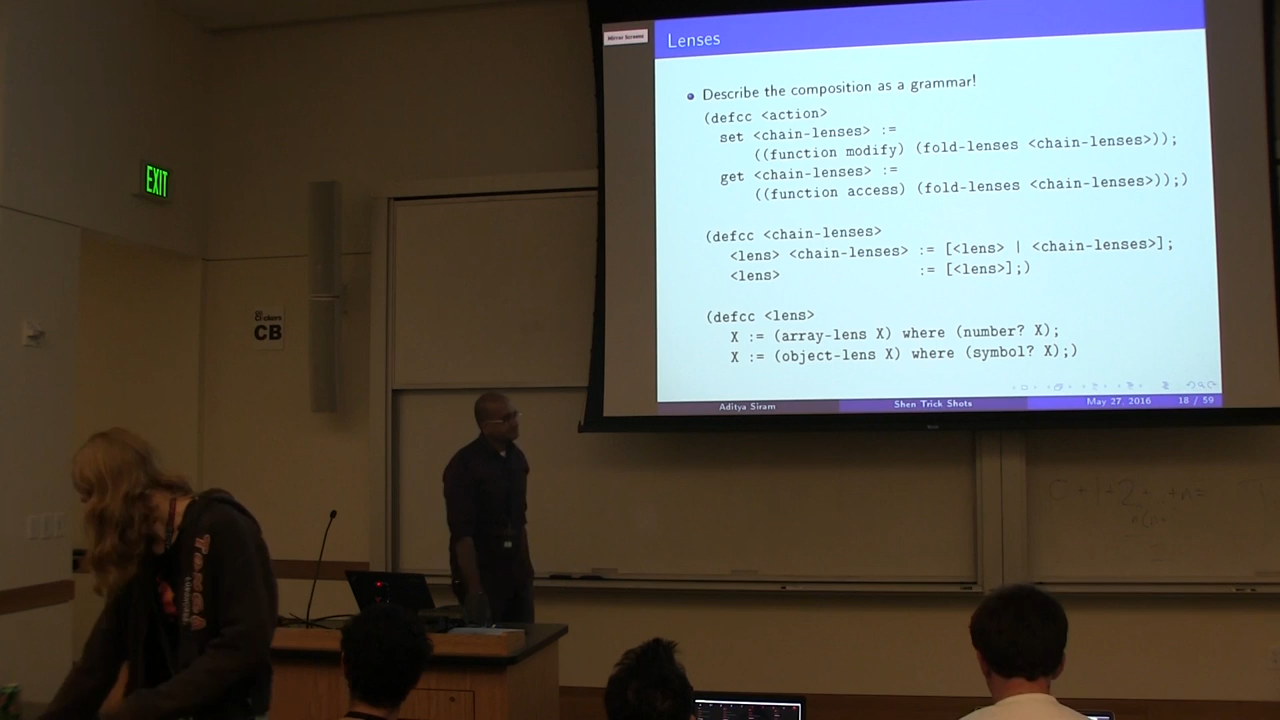 Mirror Screens
Lenses
Describe the composition as a grammar!
(defcc <action>
set <chain-lenses> :=
((function modify) (fold-lenses <chain-lenses>));
get <chain-lenses> :=
((function access) (fold-lenses <chain-lenses>));)
(defcc <chain-lenses>
<lens> <chain-lenses> := [<lens> | <chain-lenses>];
<lens> := [<lens>];)
(defcc <lens>
X := (array-lens X) where (number? X);
X := (object-lens X) where (symbol? X);)
Aditya Siram Shen Trick Shots May 27, 2016 18 / 59
EXIT
CB